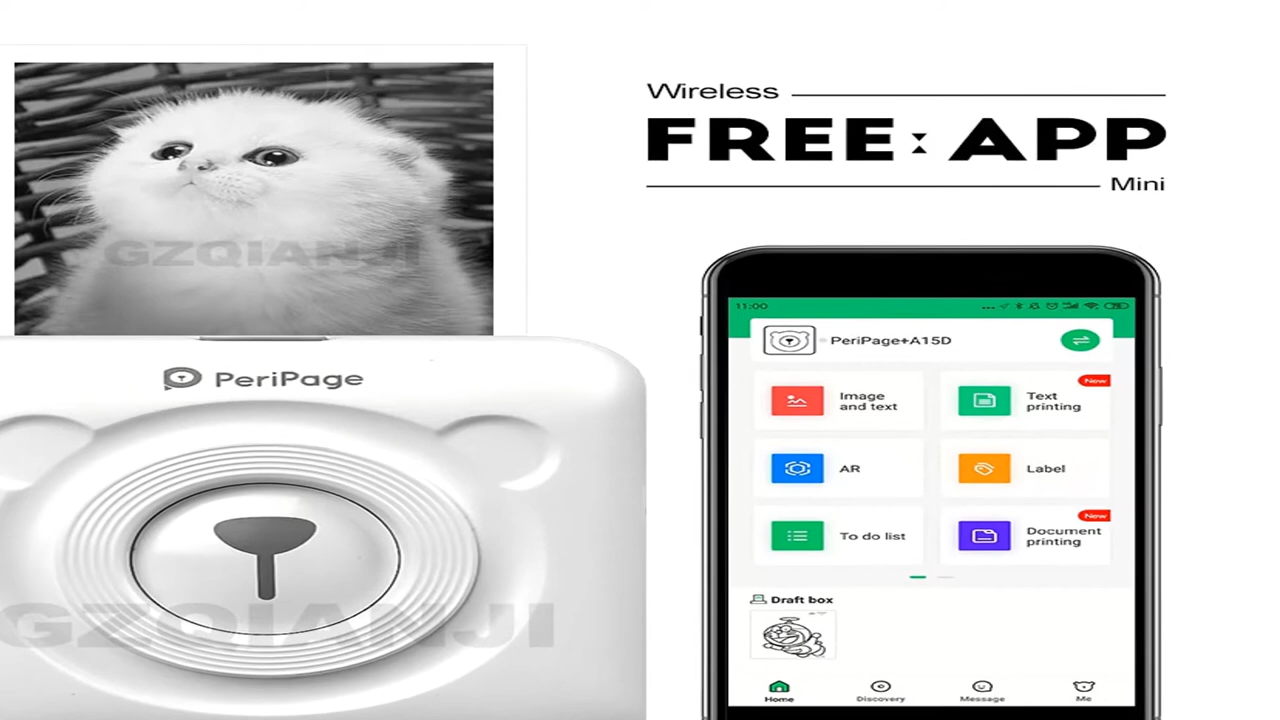 Wireless
FREE:APP
Mini
GZQIANJI
PeriPage
GZQIANJI
11:00
PeriPage+A15D
Image
and text
New
Text
printing
AR
Label
To do list
New
Document
printing
Draft box
Home
Discovery
Message
Me